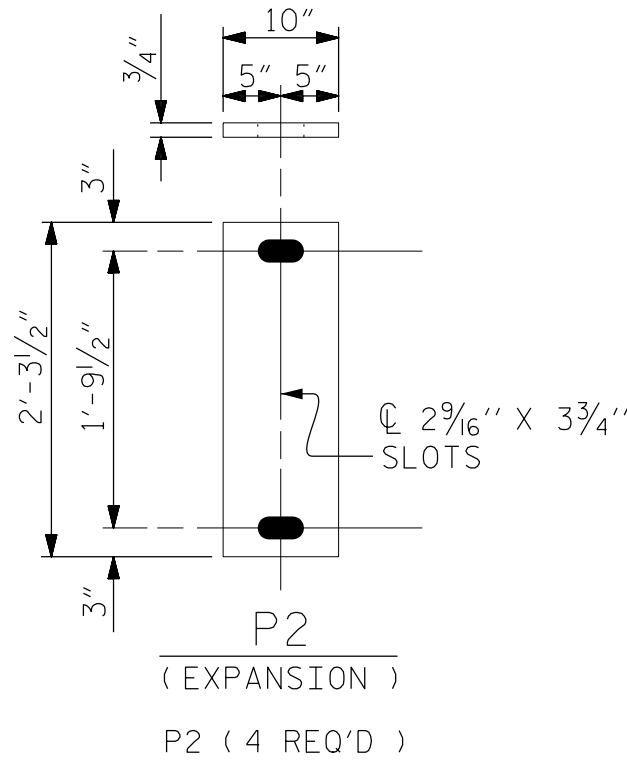 10"
3/4"
5" 5"
3"
2'-3 1/2"
1'-9 1/2"
℄ 2 9/16" X 3 3/4"
SLOTS
3"
P2
( EXPANSION )
P2 ( 4 REQ'D )